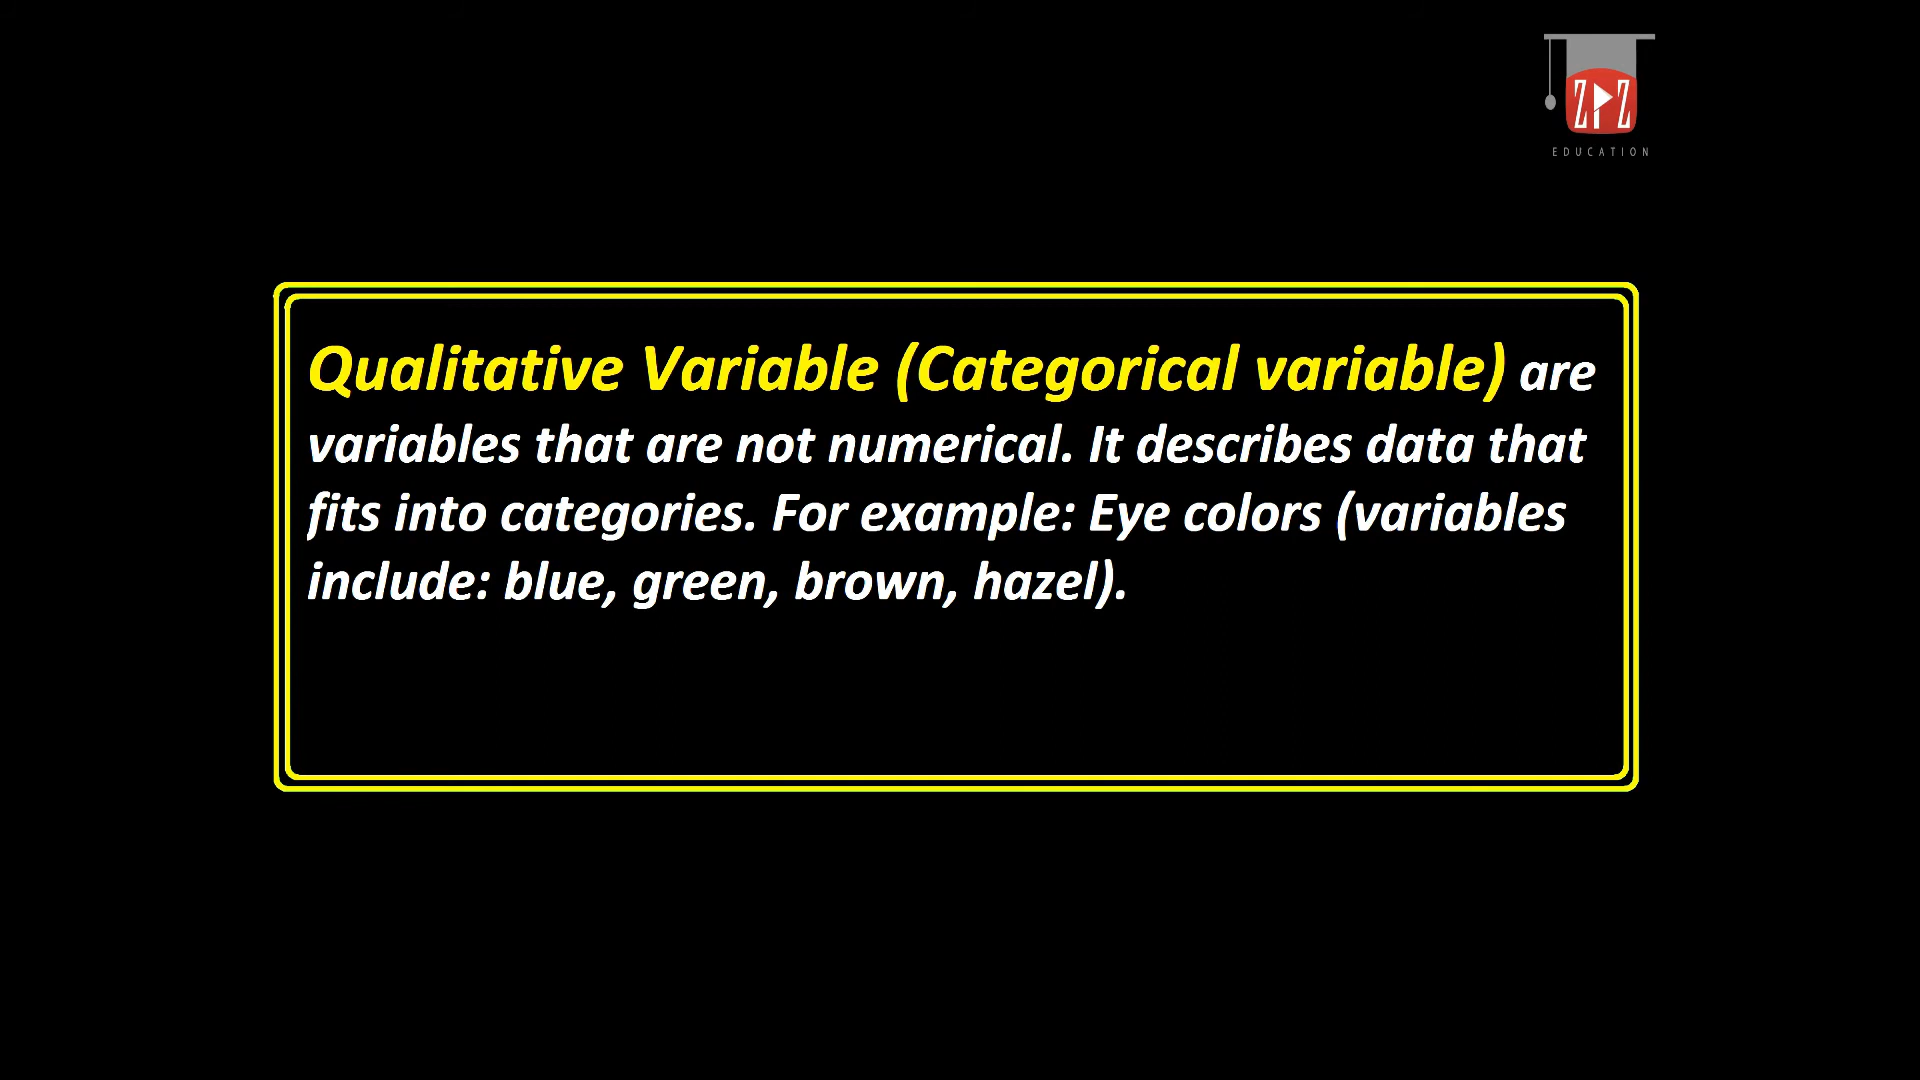 ZPZ
EDUCATION
Qualitative Variable (Categorical variable) are
variables that are not numerical. It describes data that
fits into categories. For example: Eye colors (variables
include: blue, green, brown, hazel).